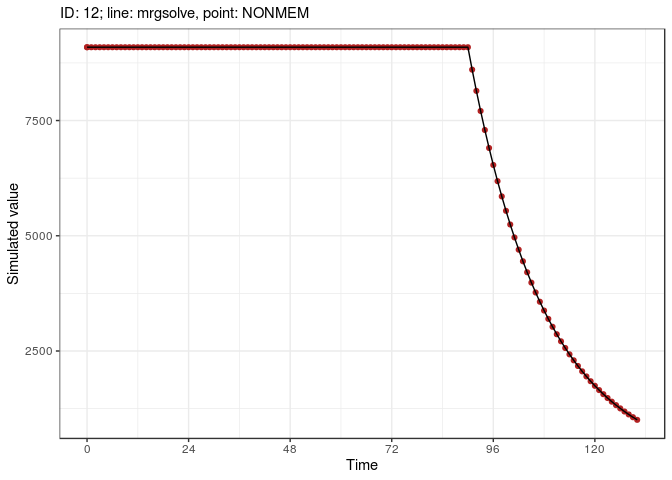 ID: 12; line: mrgsolve, point: NONMEM
Simulated value
7500
5000
2500
0 24 48 72 96 120
Time